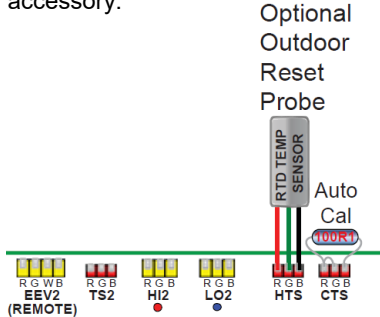 accessory.
Optional
Outdoor
Reset
Probe
RTD TEMP
SENSOR
Auto
Cal
100R1
R G W B
EEV2
(REMOTE)
R G B
TS2
R G B
HI2
R G B
LO2
R G B
HTS
R G B
CTS